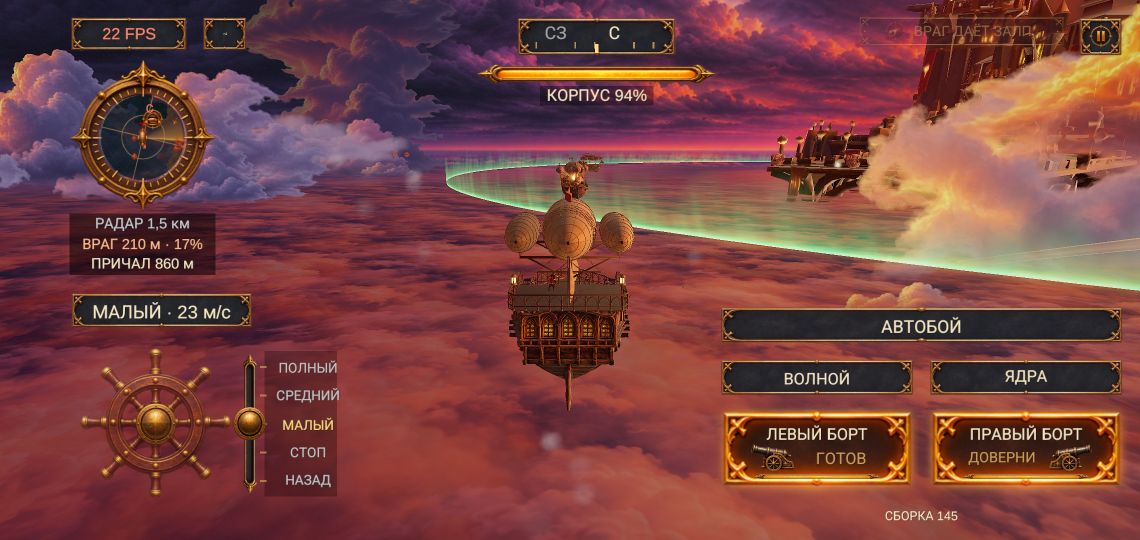 22 FPS
~
СЗ С
ВРАГ ДАЁТ ЗАЛП
КОРПУС 94%
РАДАР 1,5 км
ВРАГ 210 м · 17%
ПРИЧАЛ 860 м
МАЛЫЙ · 23 м/с
ПОЛНЫЙ
СРЕДНИЙ
МАЛЫЙ
СТОП
НАЗАД
АВТОБОЙ
ВОЛНОЙ
ЯДРА
ЛЕВЫЙ БОРТ
ГОТОВ
ПРАВЫЙ БОРТ
ДОВЕРНИ
СБОРКА 145